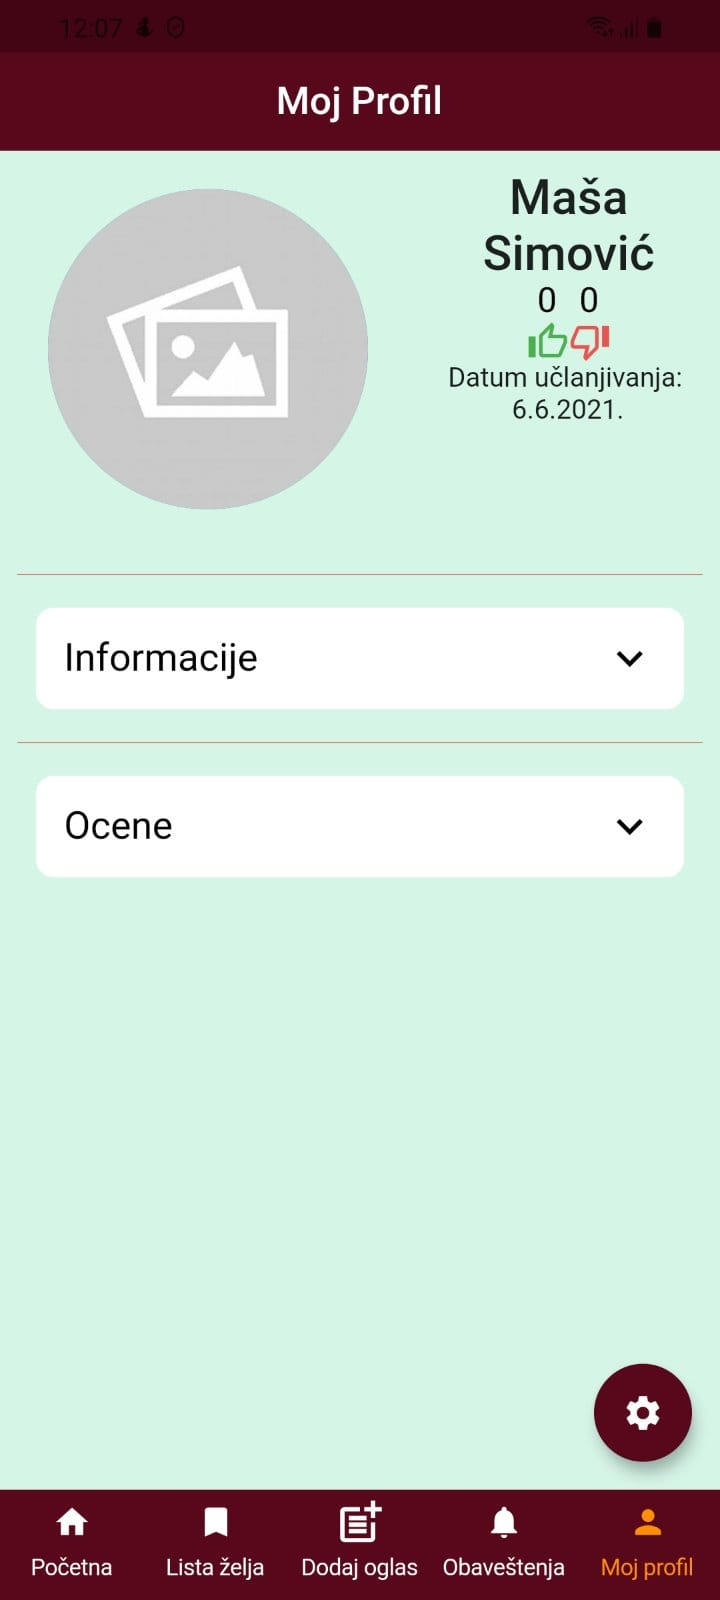 12:07
Moj Profil
Maša
Simović
0 0
Datum učlanjivanja:
6.6.2021.
Informacije
Ocene
Početna
Lista želja
Dodaj oglas
Obaveštenja
Moj profil